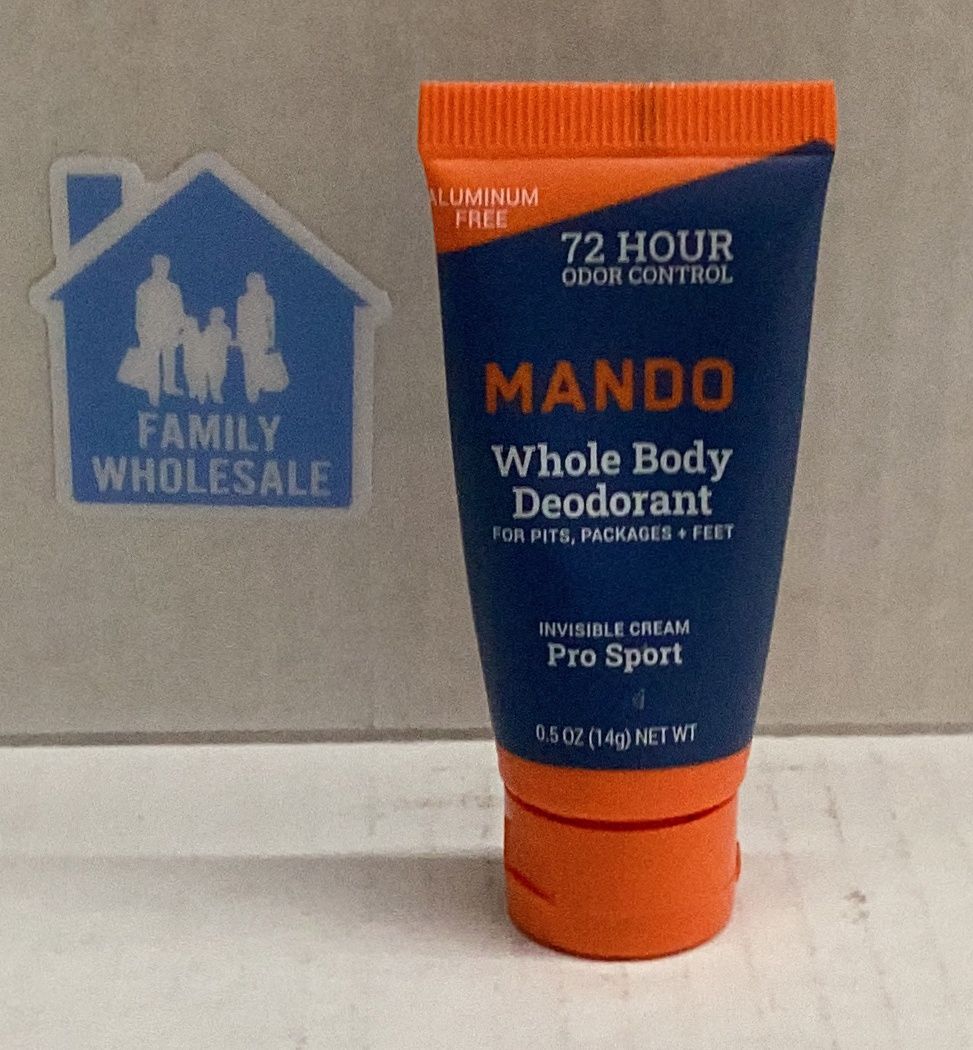 FAMILY
WHOLESALE
ALUMINUM
FREE
72 HOUR
ODOR CONTROL
MANDO
Whole Body
Deodorant
FOR PITS, PACKAGES + FEET
INVISIBLE CREAM
Pro Sport
0.5 OZ (14g) NET WT